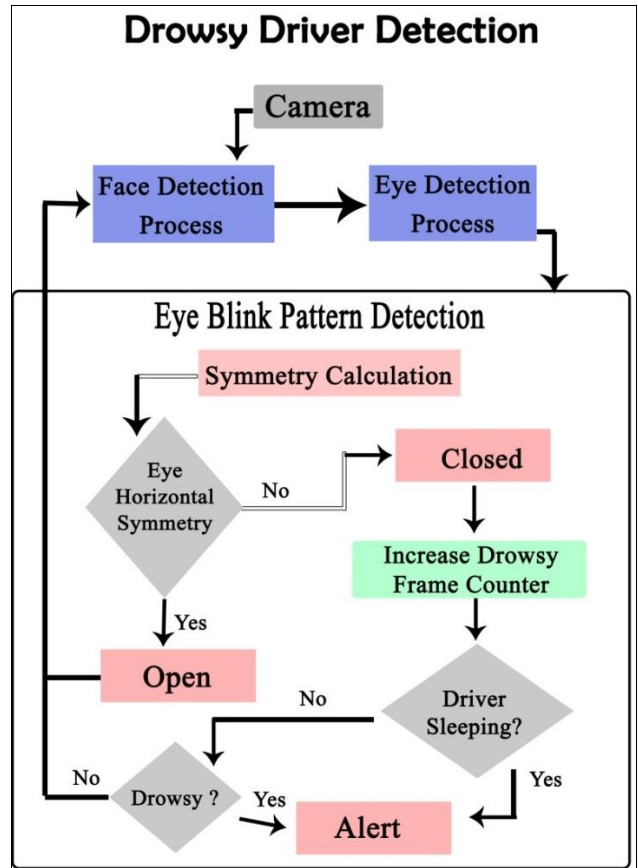 Drowsy Driver Detection
Camera
Face Detection
Process
Eye Detection
Process
Eye Blink Pattern Detection
Symmetry Calculation
Eye
Horizontal
Symmetry
No
Closed
Increase Drowsy
Frame Counter
Yes
Open
Driver
Sleeping?
No
No
Drowsy ?
Yes
Yes
Alert